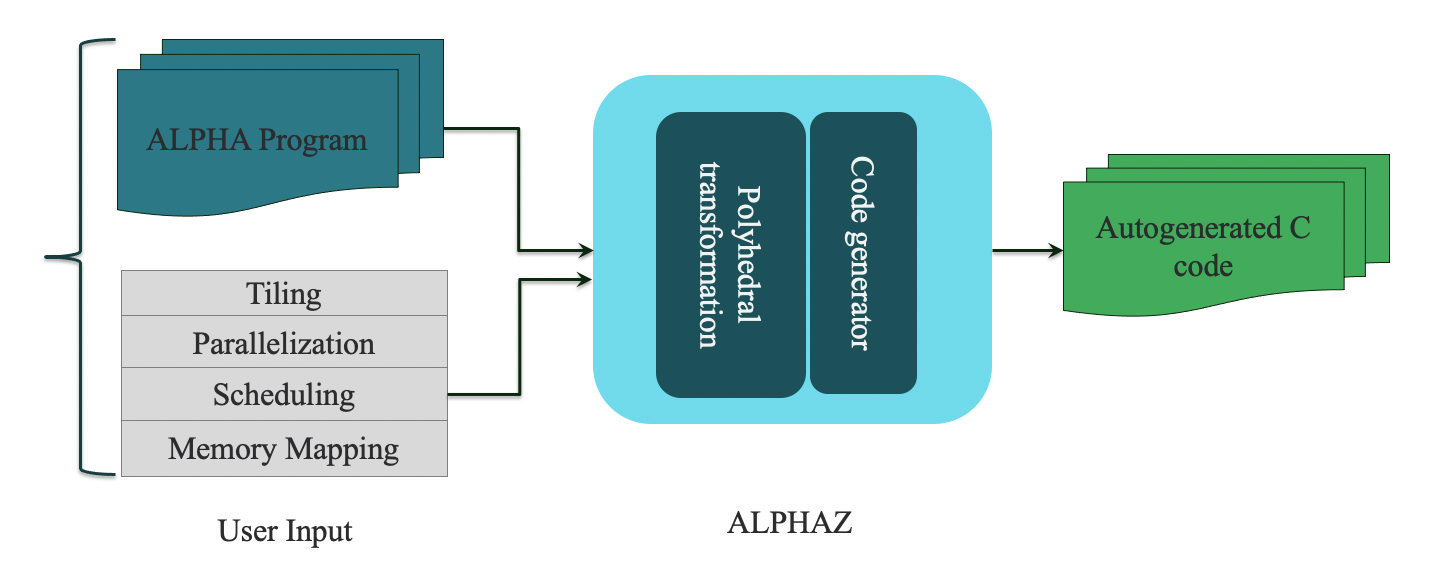 ALPHA Program
Tiling
Parallelization
Scheduling
Memory Mapping
User Input
Polyhedral
transformation
Code generator
ALPHAZ
Autogenerated C
code